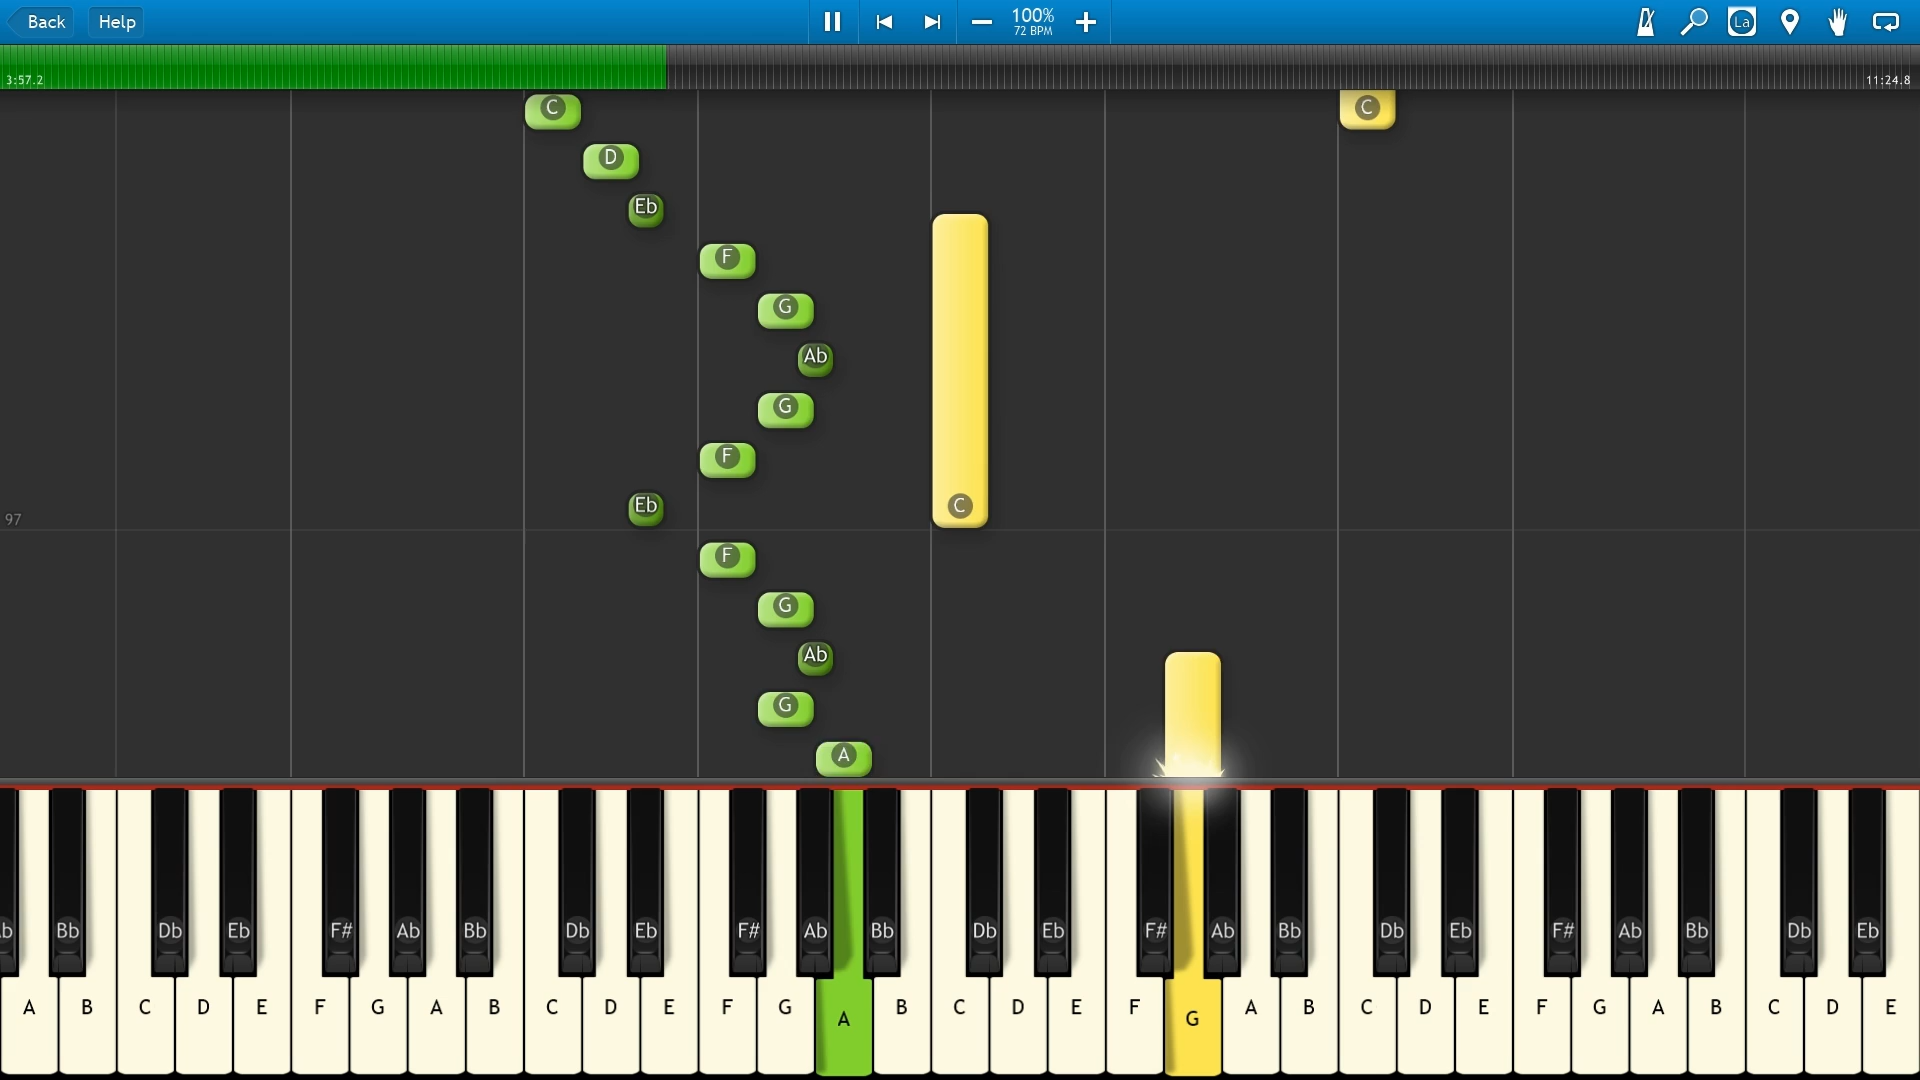 Back Help 100% La
72 BPM
3:57.2 11:24.8
C C
D
Eb
F
G
Ab
G
F
Eb C
97
F
G
Ab
G
A
b Bb Db Eb F# Ab Bb Db Eb F# Ab Bb Db Eb F# Ab Bb Db Eb F# Ab Bb Db Eb
A B C D E F G A B C D E F G A B C D E F G A B C D E F G A B C D E